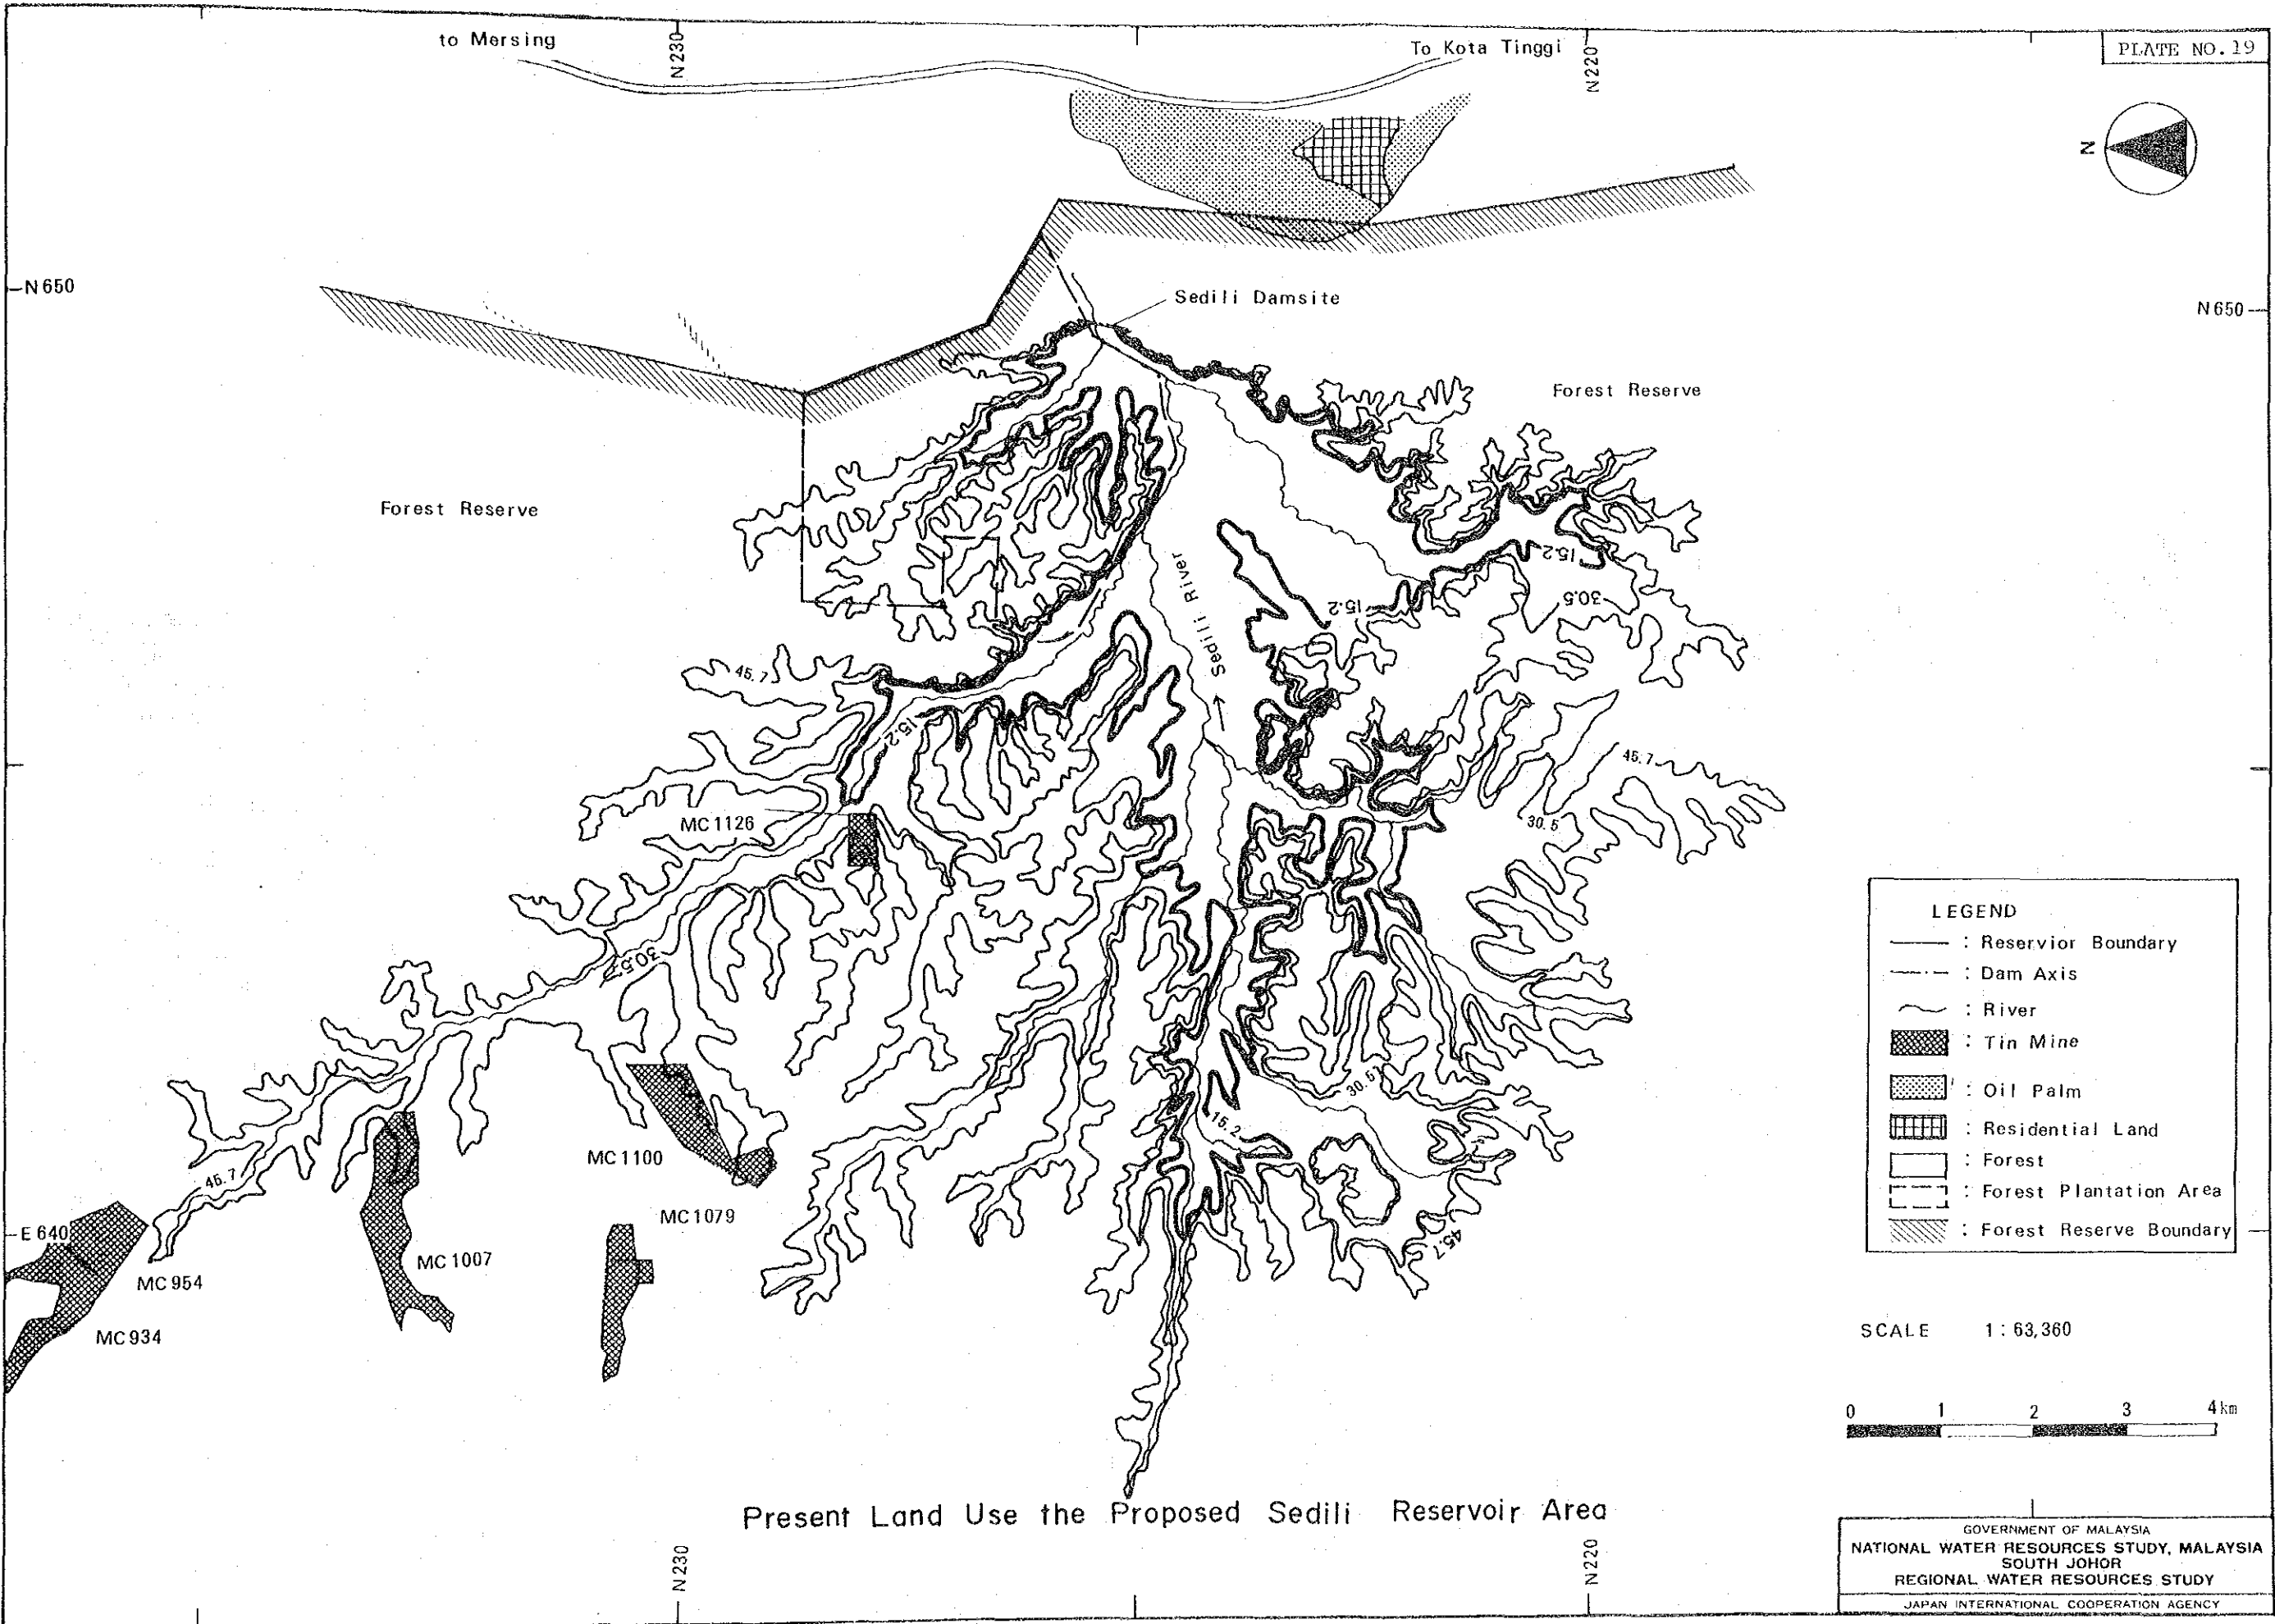 to Mersing
N230
To Kota Tinggi
N220
PLATE NO.19
N
N650
Sedili Damsite
N650
Forest Reserve
Forest Reserve
15.2
Sedili River
15.2
30.5
45.7
15.2
45.7
MC1126
30.5
30.5
LEGEND
: Reservior Boundary
: Dam Axis
: River
: Tin Mine
: Oil Palm
: Residential Land
: Forest
: Forest Plantation Area
: Forest Reserve Boundary
30.5
15.2
MC1100
45.7
MC1079
E 640
45.7
MC1007
MC954
MC934
SCALE 1 : 63,360
0 1 2 3 4km
Present Land Use the Proposed Sedili Reservoir Area
N230
N220
GOVERNMENT OF MALAYSIA
NATIONAL WATER RESOURCES STUDY, MALAYSIA
SOUTH JOHOR
REGIONAL WATER RESOURCES STUDY
JAPAN INTERNATIONAL COOPERATION AGENCY